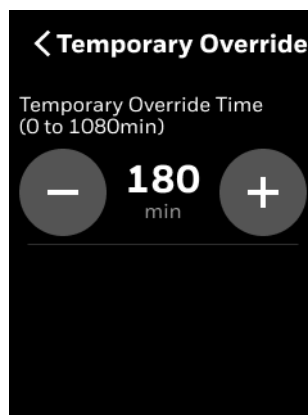 Temporary Override
Temporary Override Time
(0 to 1080min)
180
min